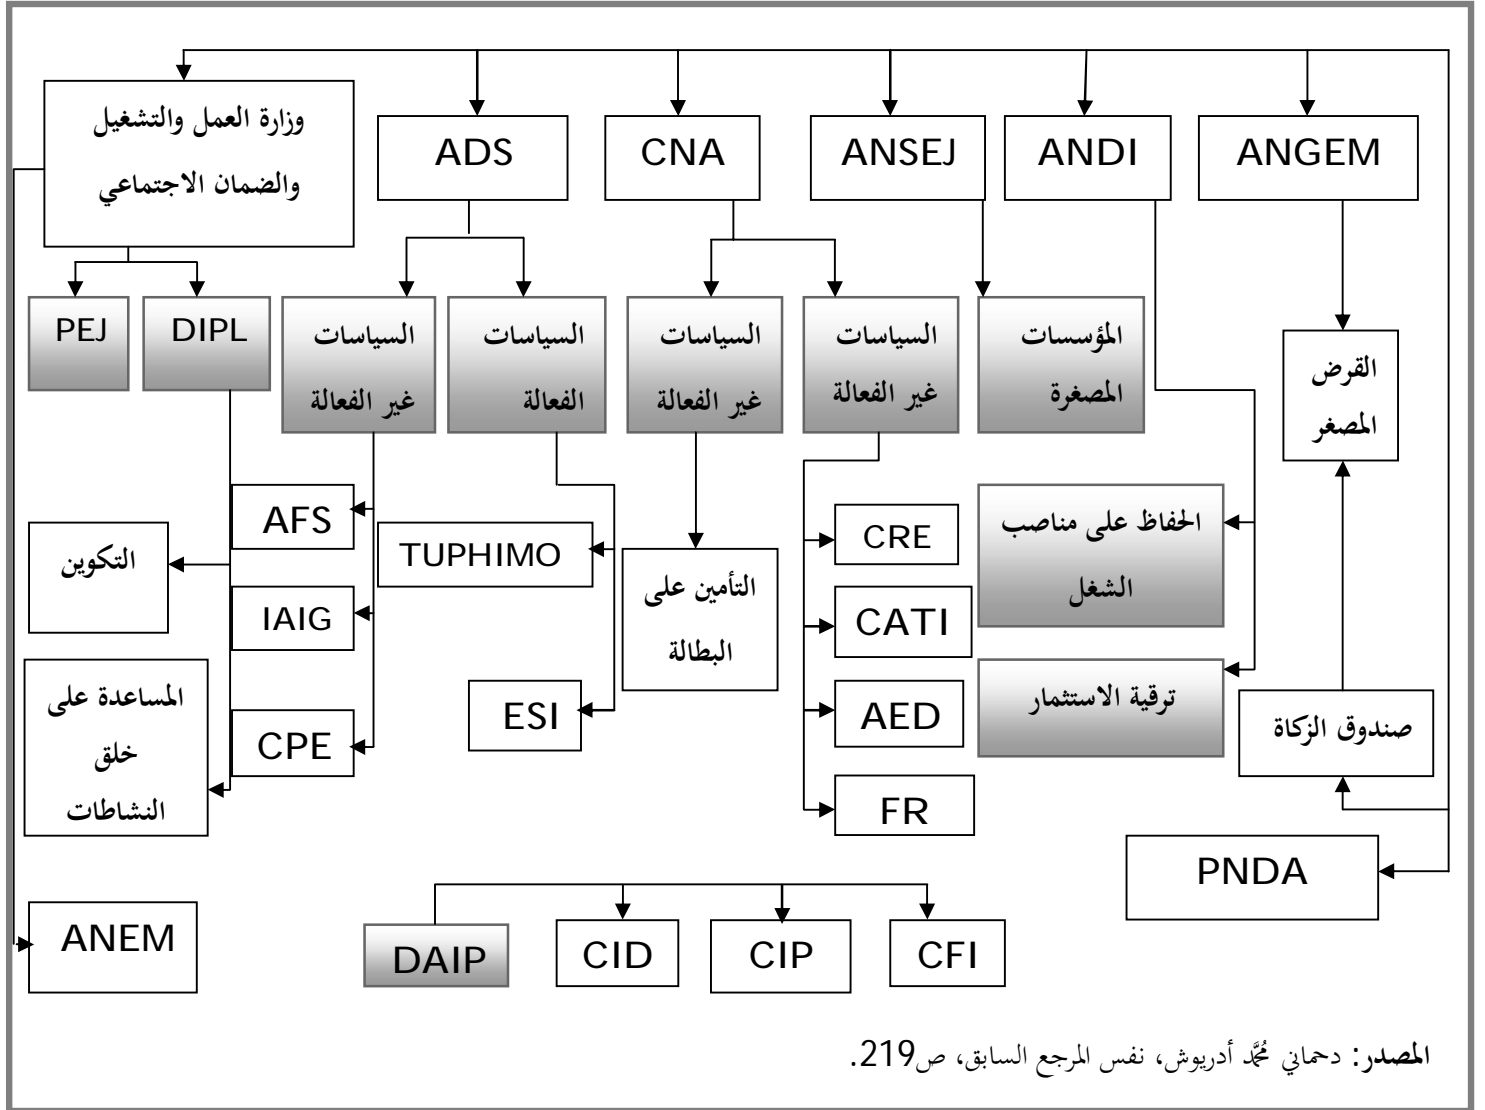 وزارة العمل والتشغيل
والضمان الاجتماعي
ADS
CNA
ANSEJ
ANDI
ANGEM
PEJ
DIPL
السياسات
غير الفعالة
السياسات
الفعالة
السياسات
غير الفعالة
السياسات
غير الفعالة
المؤسسات
المصغرة
القرض
المصغر
التكوين
المساعدة على
خلق
النشاطات
AFS
IAIG
CPE
TUPHIMO
ESI
التأمين على
البطالة
CRE
CATI
AED
FR
الحفاظ على مناصب
الشغل
ترقية الاستثمار
صندوق الزكاة
PNDA
ANEM
DAIP
CID
CIP
CFI
المصدر: دحماني مُحَّد أدريوش، نفس المرجع السابق، ص219.